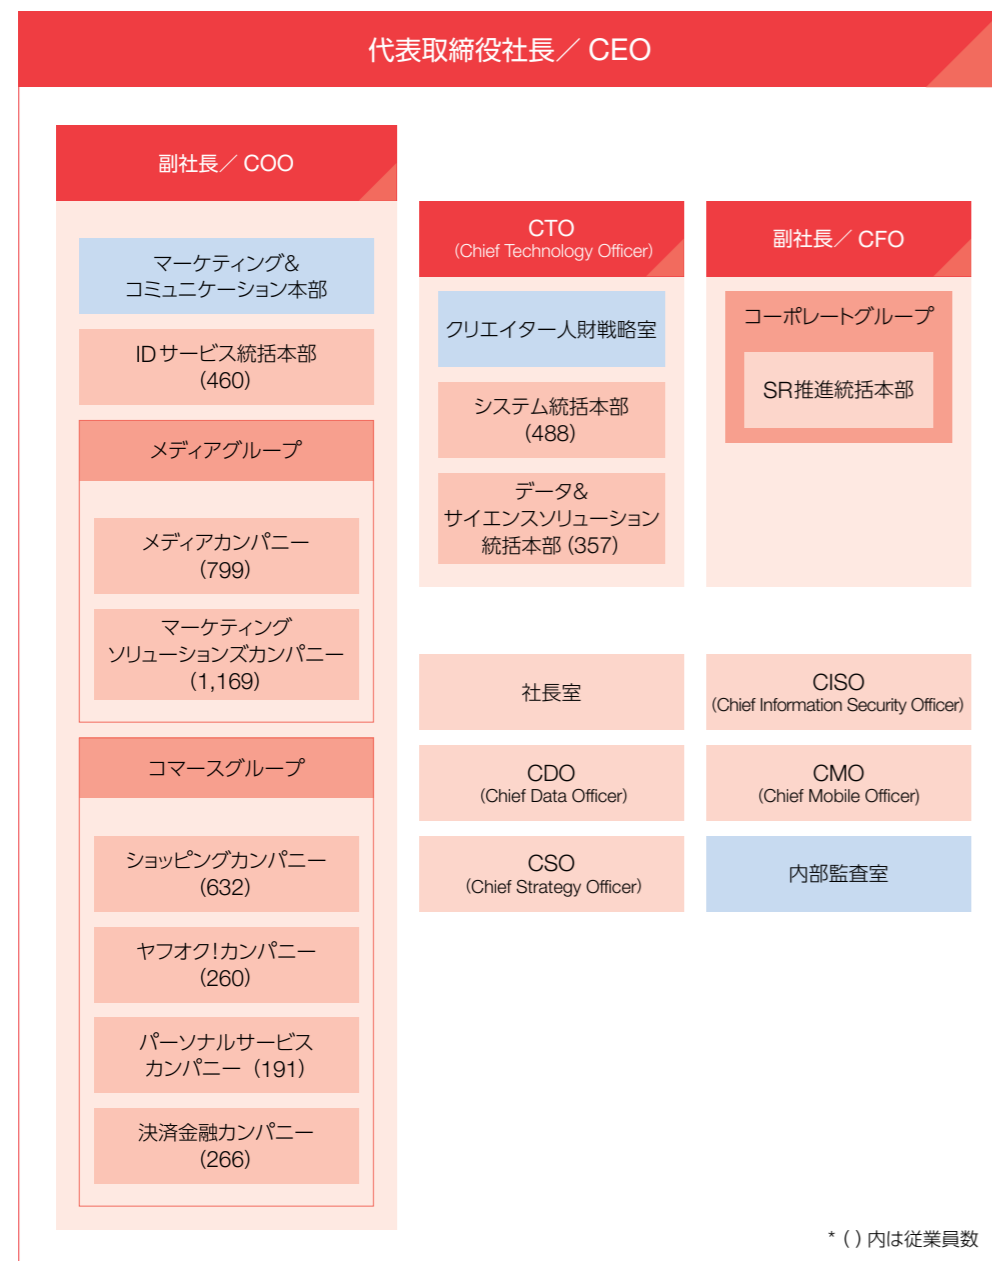 代表取締役社長／ CEO
副社長／ COO
マーケティング&
コミュニケーション本部
IDサービス統括本部
(460)
メディアグループ
メディアカンパニー
(799)
マーケティング
ソリューションズカンパニー
(1,169)
コマースグループ
ショッピングカンパニー
(632)
ヤフオク!カンパニー
(260)
パーソナルサービス
カンパニー (191)
決済金融カンパニー
(266)
CTO
(Chief Technology Officer)
クリエイター人財戦略室
システム統括本部
(488)
データ&
サイエンスソリューション
統括本部 (357)
副社長／ CFO
コーポレートグループ
SR推進統括本部
社長室
CISO
(Chief Information Security Officer)
CDO
(Chief Data Officer)
CMO
(Chief Mobile Officer)
CSO
(Chief Strategy Officer)
内部監査室
* ( ) 内は従業員数